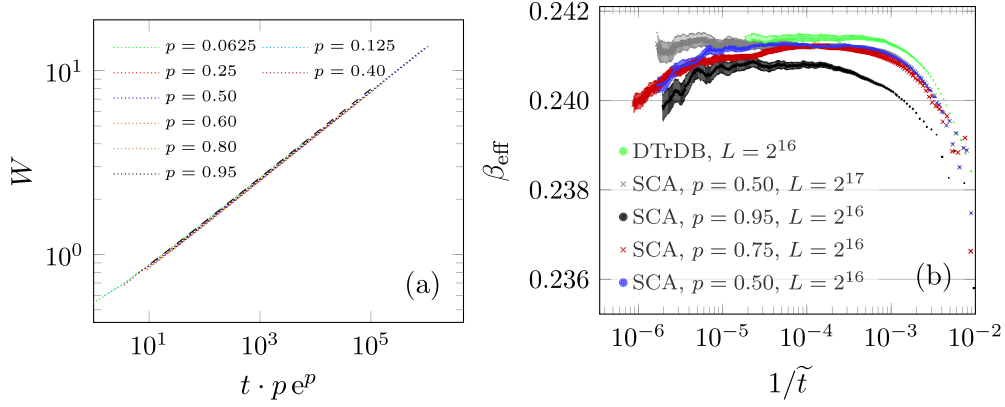 W
10^1
10^0
p = 0.0625
p = 0.125
p = 0.25
p = 0.40
p = 0.50
p = 0.60
p = 0.80
p = 0.95
(a)
10^1
10^3
10^5
t · p e^p
β_eff
0.242
0.240
0.238
0.236
DTrDB, L = 2^16
SCA, p = 0.50, L = 2^17
SCA, p = 0.95, L = 2^16
SCA, p = 0.75, L = 2^16
SCA, p = 0.50, L = 2^16
(b)
10^−6
10^−5
10^−4
10^−3
10^−2
1/t̃